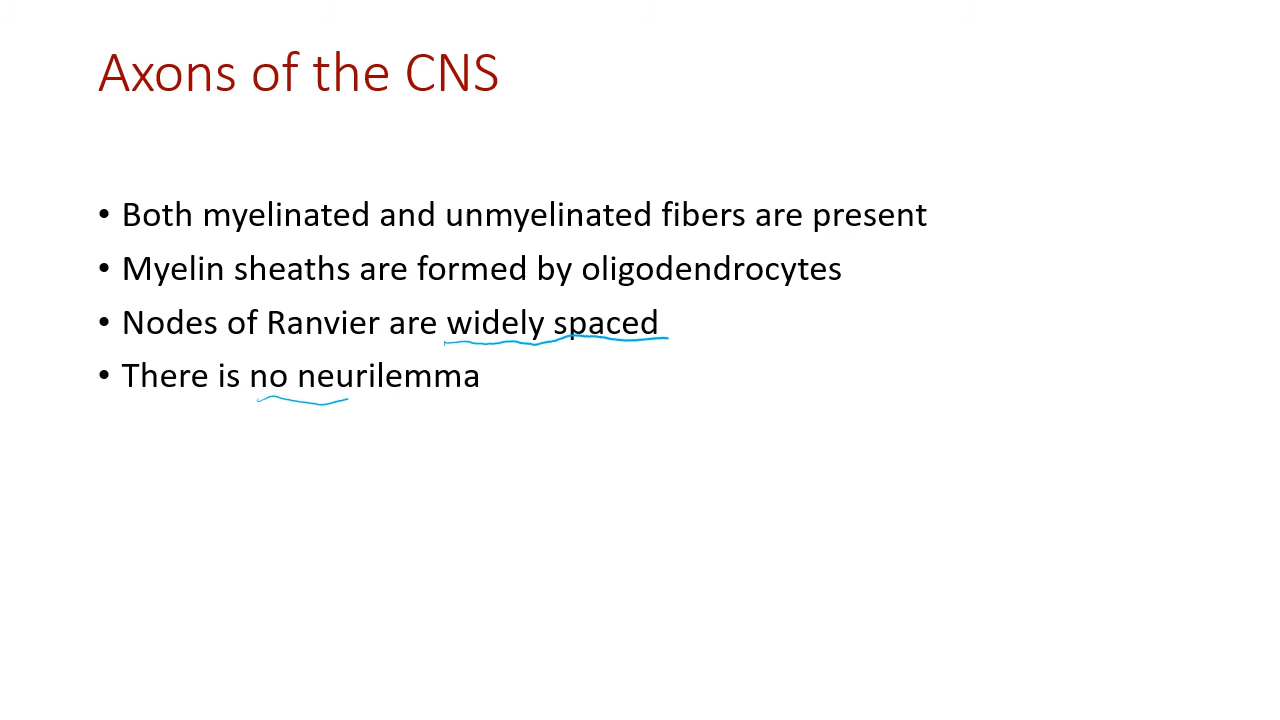 Axons of the CNS
• Both myelinated and unmyelinated fibers are present
• Myelin sheaths are formed by oligodendrocytes
• Nodes of Ranvier are widely spaced
• There is no neurilemma